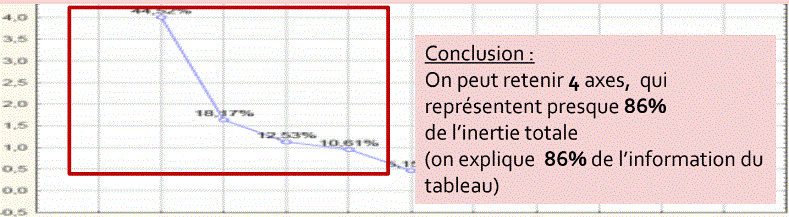 4,0
3,5
3,0
2,5
2,0
1,5
1,0
0,5
0,0
0,5
44,52%
18,17%
12,53%
10,61%
Conclusion :
On peut retenir 4 axes, qui
représentent presque 86%
de l'inertie totale
(on explique 86% de l'information du
tableau)